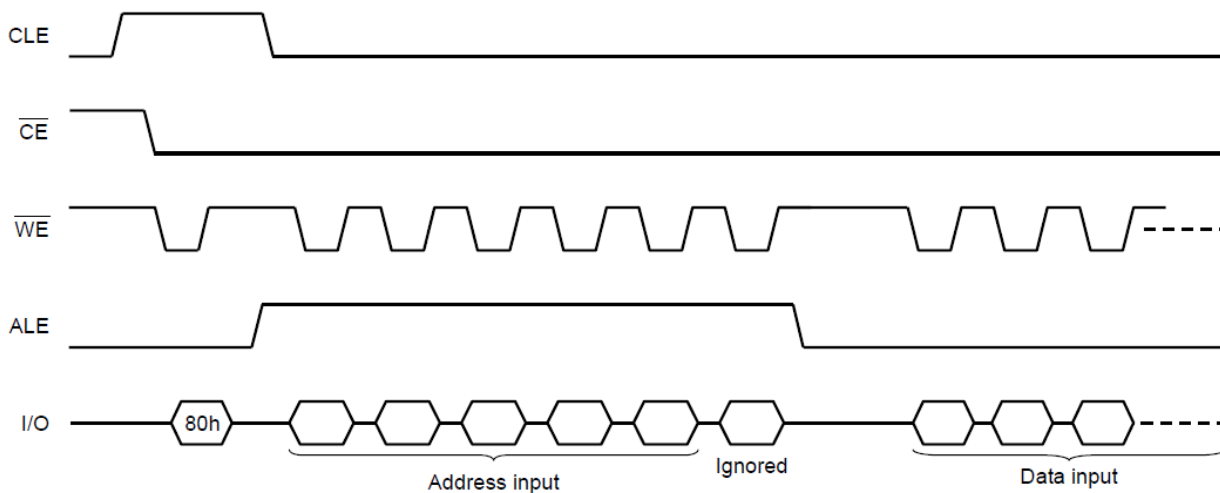 CLE
CE
WE
ALE
I/O
80h
Address input
Ignored
Data input